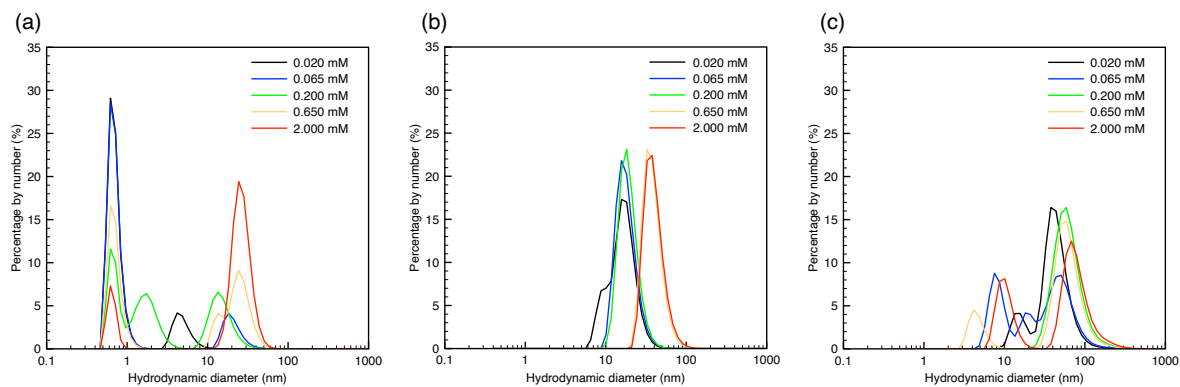 (a)
Percentage by number (%)
35
30
25
20
15
10
5
0
0.020 mM
0.065 mM
0.200 mM
0.650 mM
2.000 mM
0.1 1 10 100 1000
Hydrodynamic diameter (nm)
(b)
Percentage by number (%)
35
30
25
20
15
10
5
0
0.020 mM
0.065 mM
0.200 mM
0.650 mM
2.000 mM
0.1 1 10 100 1000
Hydrodynamic diameter (nm)
(c)
Percentage by number (%)
35
30
25
20
15
10
5
0
0.020 mM
0.065 mM
0.200 mM
0.650 mM
2.000 mM
0.1 1 10 100 1000
Hydrodynamic diameter (nm)